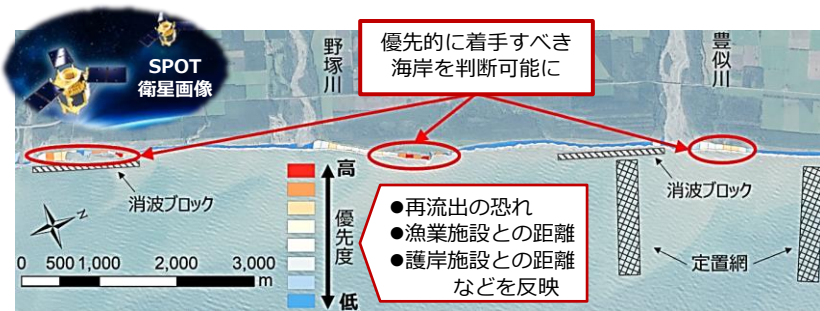 SPOT
衛星画像
野塚川
優先的に着手すべき
海岸を判断可能に
豊似川
消波ブロック
高
優先度
低
●再流出の恐れ
●漁業施設との距離
●護岸施設との距離
などを反映
消波ブロック
定置網
N
0 500 1,000 2,000 3,000
m